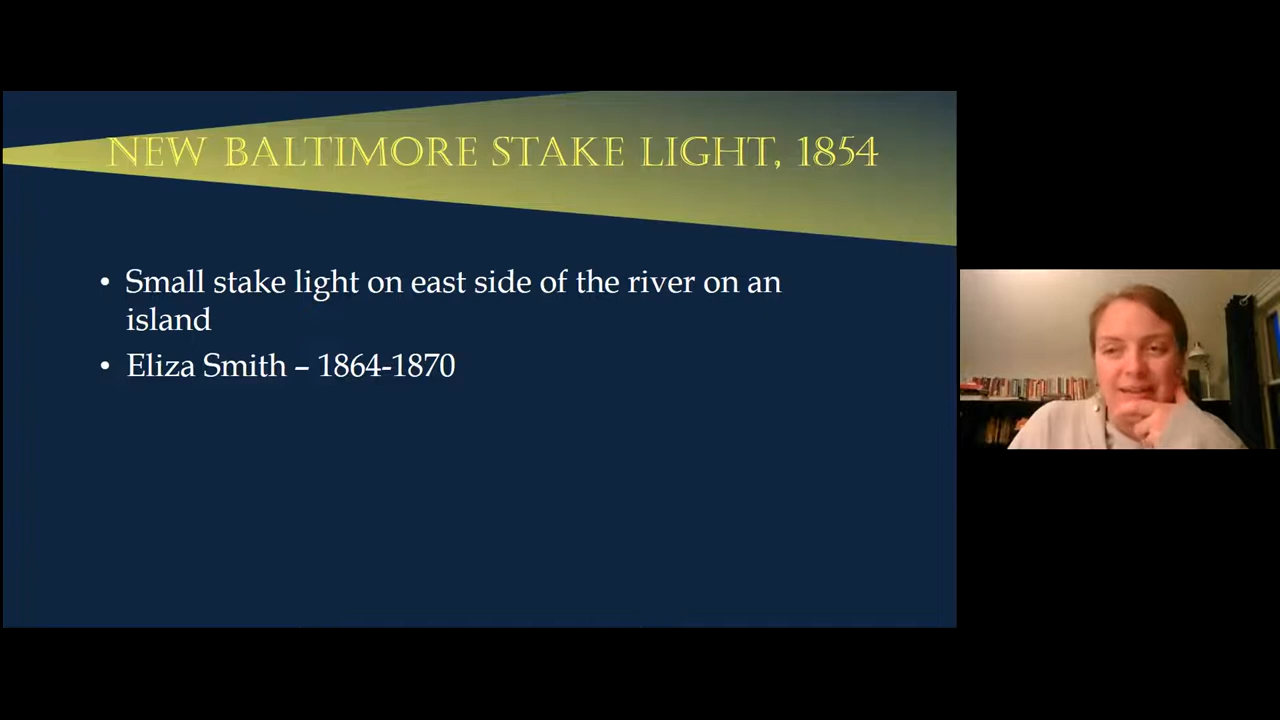 NEW BALTIMORE STAKE LIGHT, 1854
• Small stake light on east side of the river on an
island
• Eliza Smith – 1864-1870